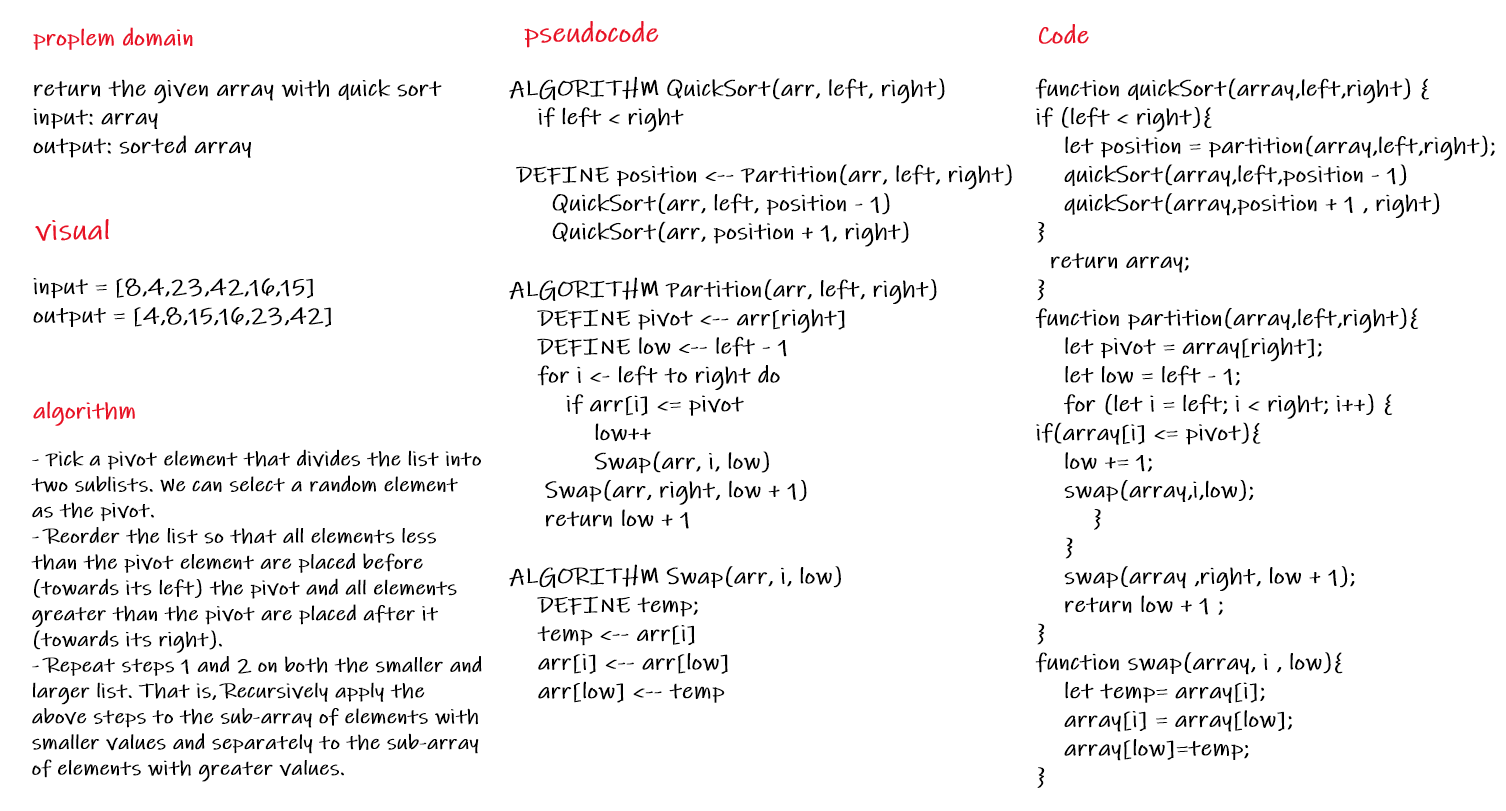 proplem domain
return the given array with quick sort
input: array
output: sorted array
visual
input = [8,4,23,42,16,15]
output = [4,8,15,16,23,42]
algorithm
- Pick a pivot element that divides the list into
two sublists. We can select a random element
as the pivot.
- Reorder the list so that all elements less
than the pivot element are placed before
(towards its left) the pivot and all elements
greater than the pivot are placed after it
(towards its right).
- Repeat steps 1 and 2 on both the smaller and
larger list. That is, Recursively apply the
above steps to the sub-array of elements with
smaller values and separately to the sub-array
of elements with greater values.
pseudocode
ALGORITHM QuickSort(arr, left, right)
if left < right
DEFINE position <-- Partition(arr, left, right)
QuickSort(arr, left, position - 1)
QuickSort(arr, position + 1, right)
ALGORITHM Partition(arr, left, right)
DEFINE pivot <-- arr[right]
DEFINE low <-- left - 1
for i <- left to right do
if arr[i] <= pivot
low++
Swap(arr, i, low)
Swap(arr, right, low + 1)
return low + 1
ALGORITHM Swap(arr, i, low)
DEFINE temp;
temp <-- arr[i]
arr[i] <-- arr[low]
arr[low] <-- temp
Code
function quickSort(array,left,right) {
if (left < right){
let position = partition(array,left,right);
quickSort(array,left,position - 1)
quickSort(array,position + 1 , right)
}
return array;
}
function partition(array,left,right){
let pivot = array[right];
let low = left - 1;
for (let i = left; i < right; i++) {
if(array[i] <= pivot){
low += 1;
swap(array,i,low);
}
}
swap(array ,right, low + 1);
return low + 1 ;
}
function swap(array, i , low){
let temp= array[i];
array[i] = array[low];
array[low]=temp;
}